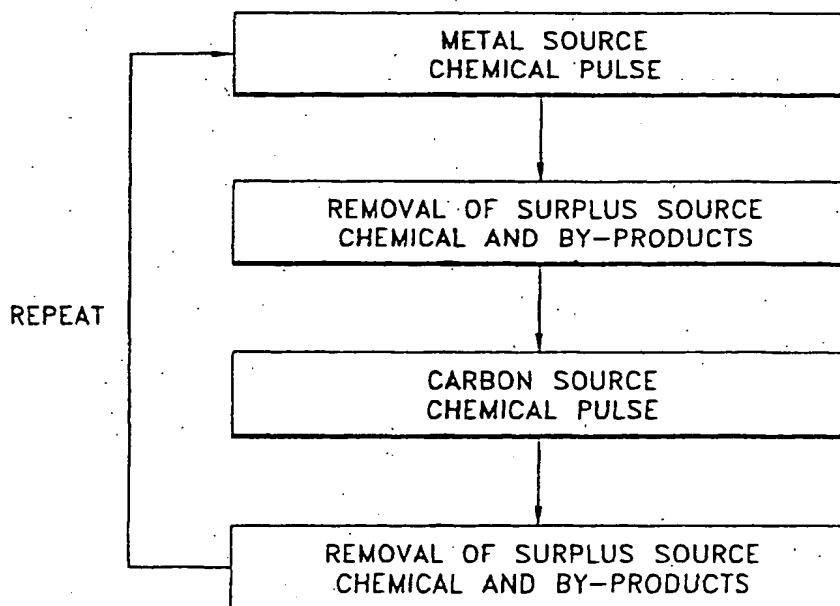 METAL SOURCE
CHEMICAL PULSE
REMOVAL OF SURPLUS SOURCE
CHEMICAL AND BY-PRODUCTS
REPEAT
CARBON SOURCE
CHEMICAL PULSE
REMOVAL OF SURPLUS SOURCE
CHEMICAL AND BY-PRODUCTS